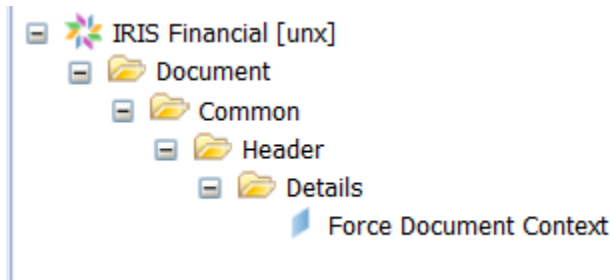 IRIS Financial [unx]
Document
Common
Header
Details
Force Document Context